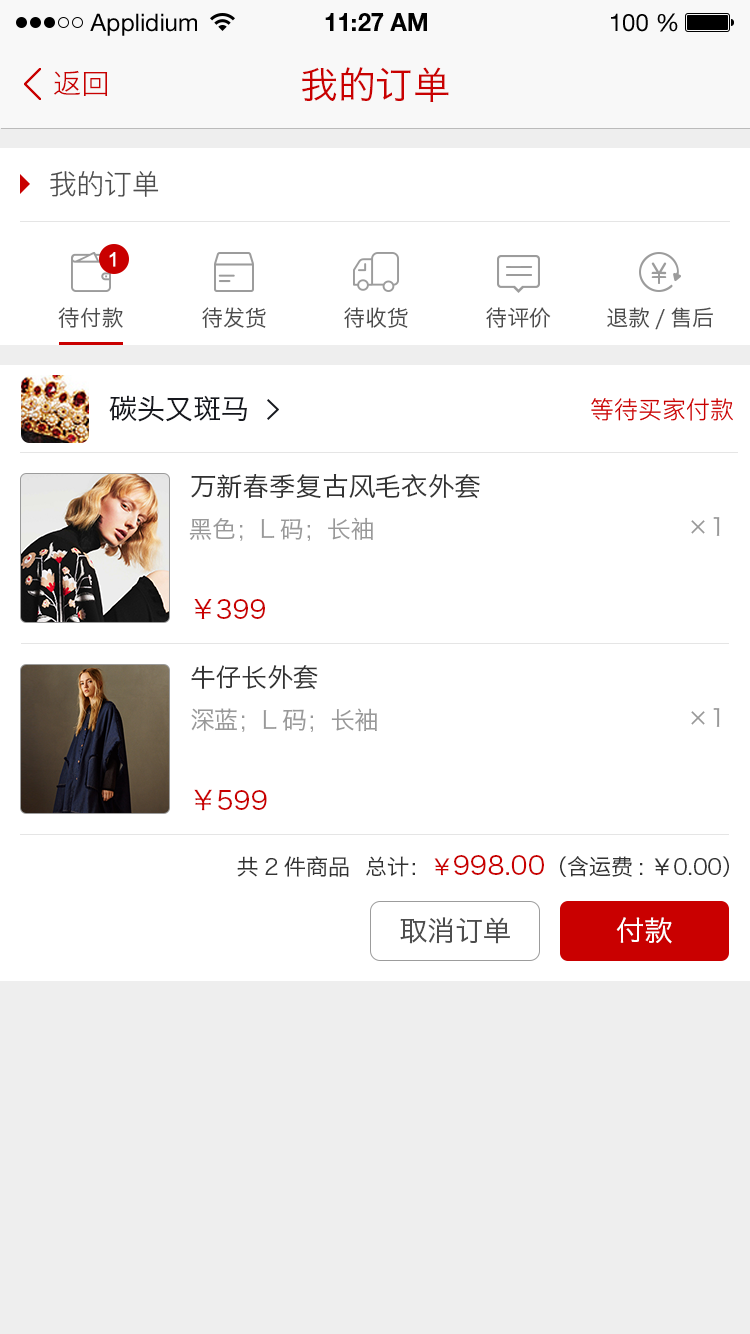 Applidium 11:27 AM 100 %
返回 我的订单
我的订单
1
待付款 待发货 待收货 待评价 退款 / 售后
碳头又斑马 等待买家付款
万新春季复古风毛衣外套
黑色；L 码；长袖 ×1
￥399
牛仔长外套
深蓝；L 码；长袖 ×1
￥599
共 2 件商品 总计：￥998.00（含运费：￥0.00）
取消订单 付款